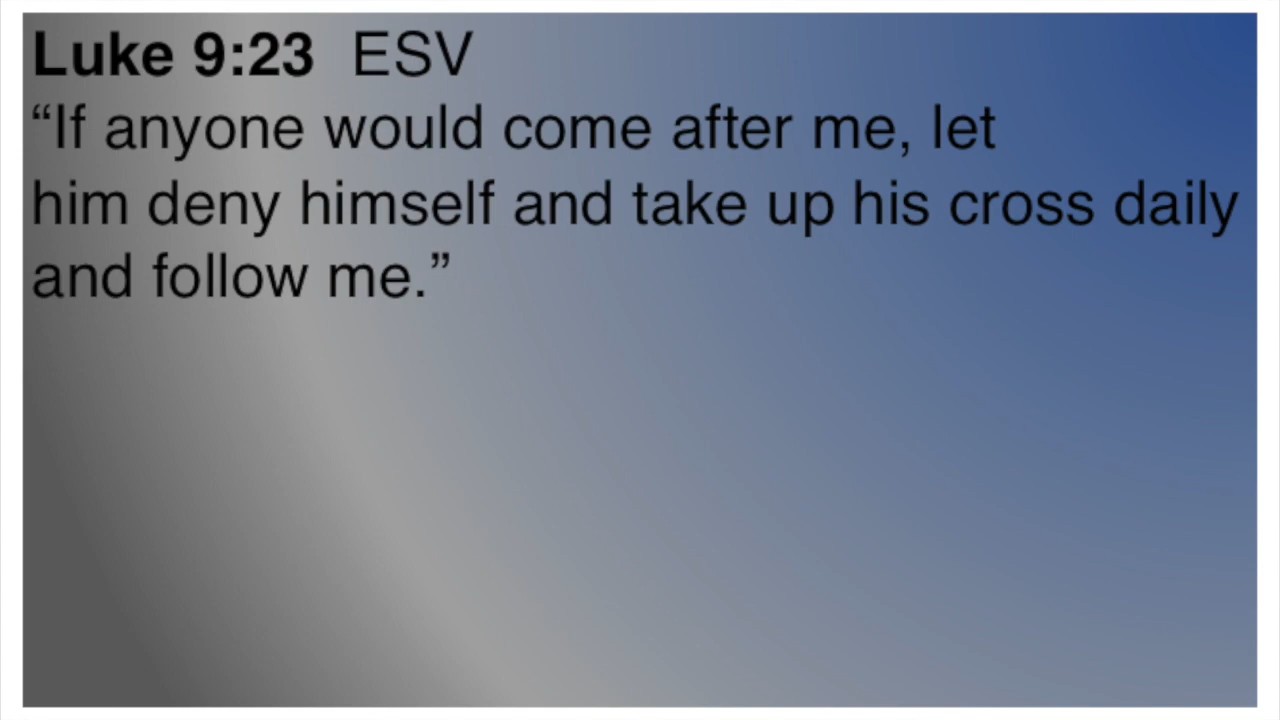 Luke 9:23  ESV
“If anyone would come after me, let
him deny himself and take up his cross daily
and follow me.”